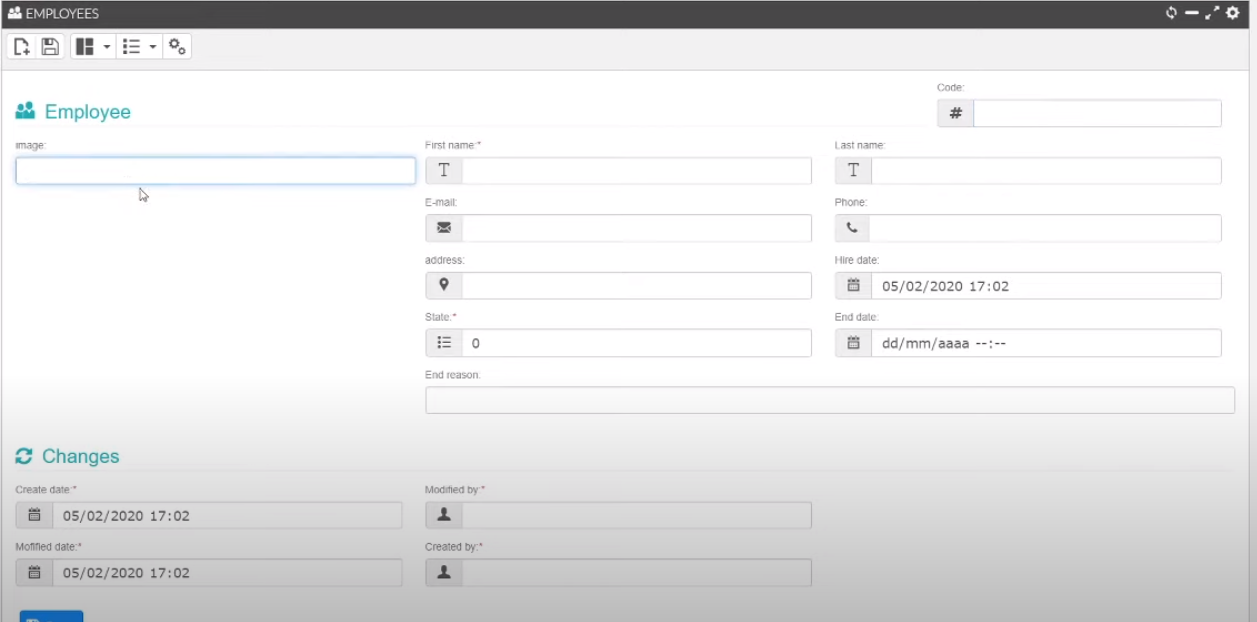 EMPLOYEES
Code:
#
Employee
image:
First name:*
Last name:
T
T
E-mail:
Phone:
address:
Hire date:
05/02/2020 17:02
State:*
End date:
0
dd/mm/aaaa --:--
End reason:
Changes
Create date:*
Modified by:*
05/02/2020 17:02
Mofified date:*
Created by:*
05/02/2020 17:02